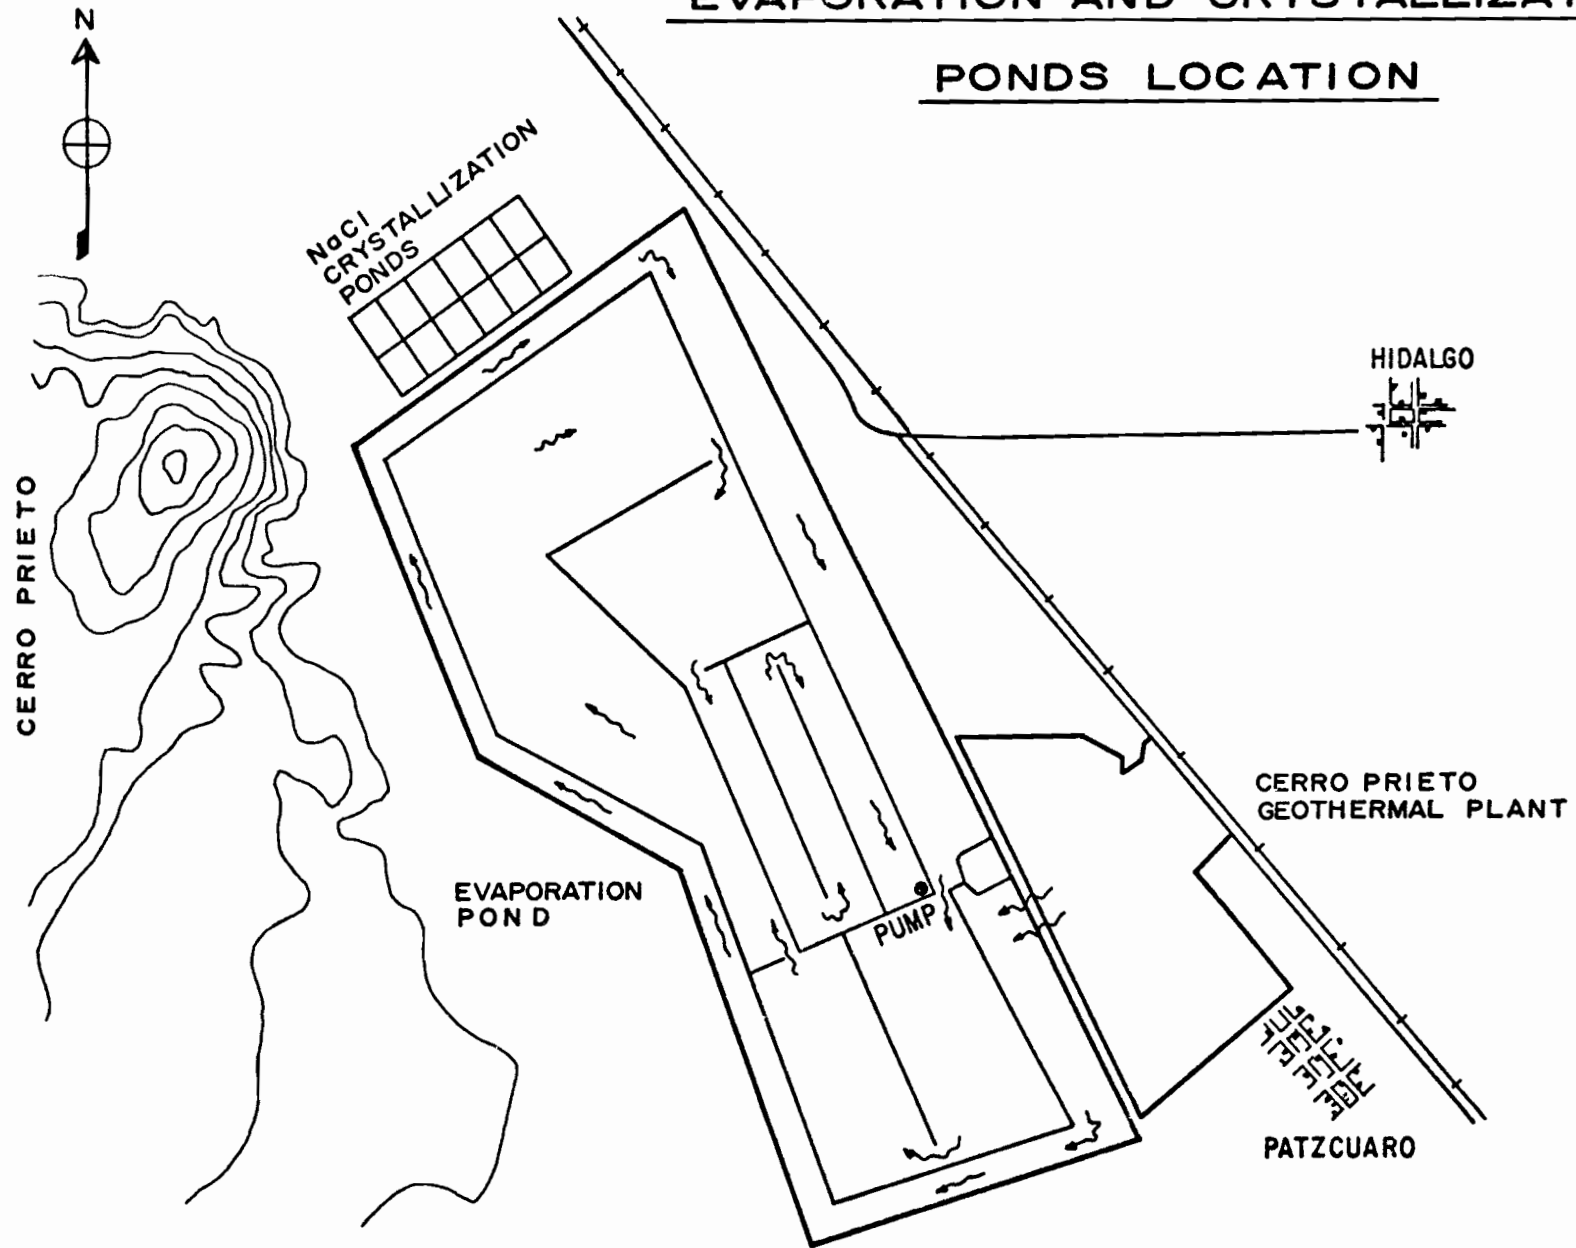 EVAPORATION AND CRYSTALLIZAT
PONDS LOCATION
N
NaCl
CRYSTALLIZATION
PONDS
HIDALGO
CERRO PRIETO
CERRO PRIETO
GEOTHERMAL PLANT
EVAPORATION
POND
PUMP
PATZCUARO